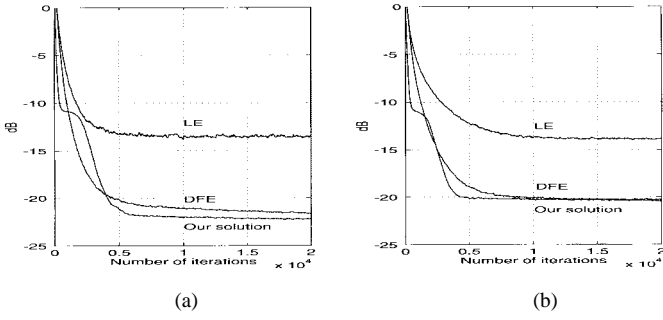 0
-5
-10
-15
-20
-25
dB
LE
DFE
Our solution
0 0.5 1 1.5 2
Number of iterations
× 10⁴
(a)
0
-5
-10
-15
-20
-25
dB
LE
DFE
Our solution
0 0.5 1 1.5 2
Number of iterations
× 10⁴
(b)